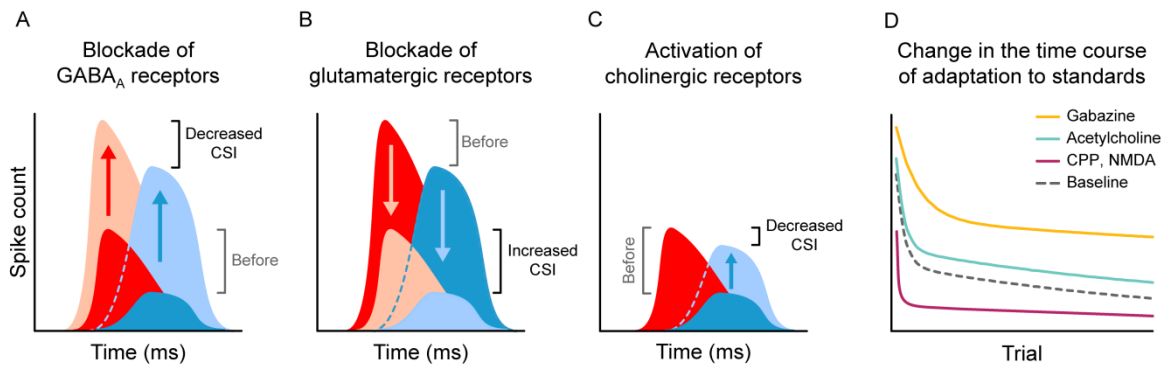 A
Blockade of
GABAA receptors
Decreased
CSI
Before
Spike count
Time (ms)
B
Blockade of
glutamatergic receptors
Before
Increased
CSI
Time (ms)
C
Activation of
cholinergic receptors
Before
Decreased
CSI
Time (ms)
D
Change in the time course
of adaptation to standards
Gabazine
Acetylcholine
CPP, NMDA
Baseline
Trial